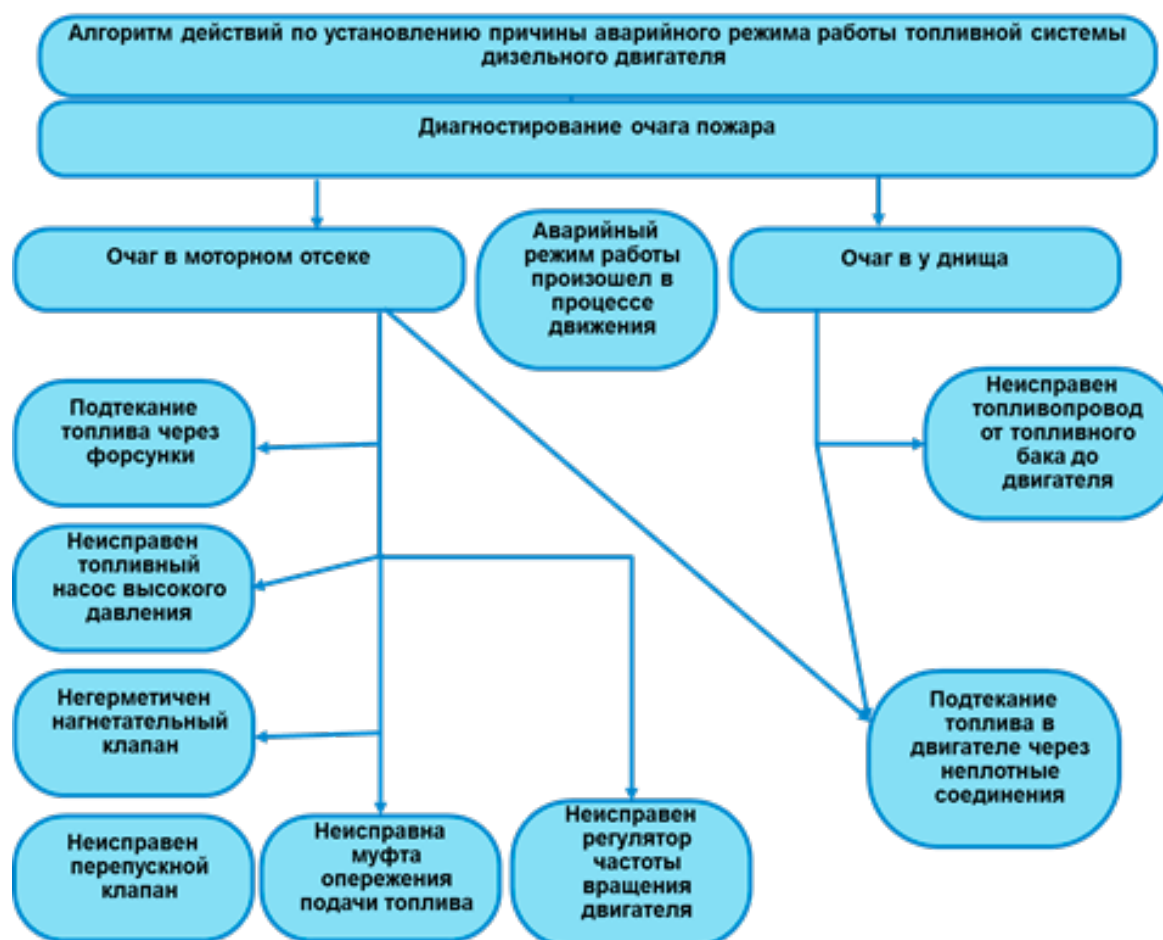 Алгоритм действий по установлению причины аварийного режима работы топливной системы
дизельного двигателя
Диагностирование очага пожара
Очаг в моторном отсеке
Аварийный
режим работы
произошел в
процессе
движения
Очаг в у днища
Подтекание
топлива через
форсунки
Неисправен
топливопровод
от топливного
бака до
двигателя
Неисправен
топливный
насос высокого
давления
Негерметичен
нагнетательный
клапан
Подтекание
топлива в
двигателе через
неплотные
соединения
Неисправен
перепускной
клапан
Неисправна
муфта
опережения
подачи топлива
Неисправен
регулятор
частоты
вращения
двигателя